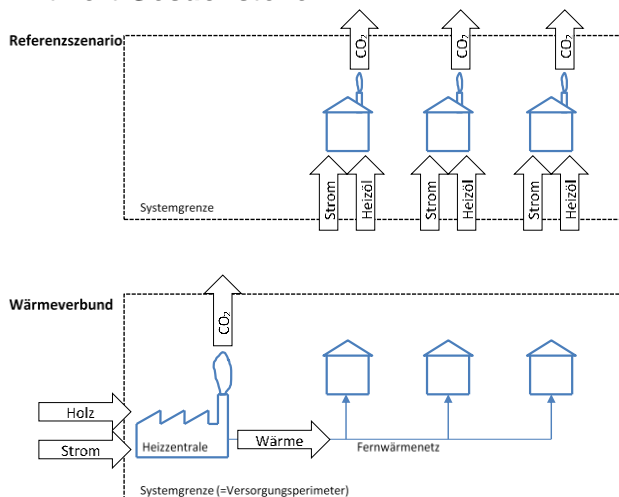 CO₂ CO₂ CO₂
Referenzszenario
Strom Heizöl Strom Heizöl Strom Heizöl
Systemgrenze
Wärmeverbund
CO₂
Holz
Strom
Heizzentrale
Wärme
Fernwärmenetz
Systemgrenze (=Versorgungsperimeter)